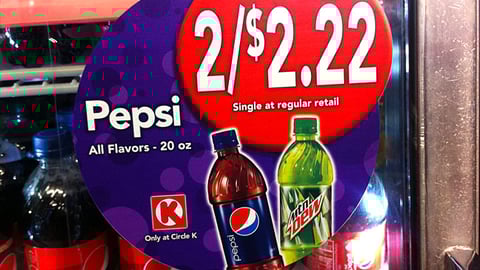 2/$2.22
Single at regular retail
Pepsi
All Flavors - 20 oz
pepsi
Mtn
Dew
K
Only at Circle K